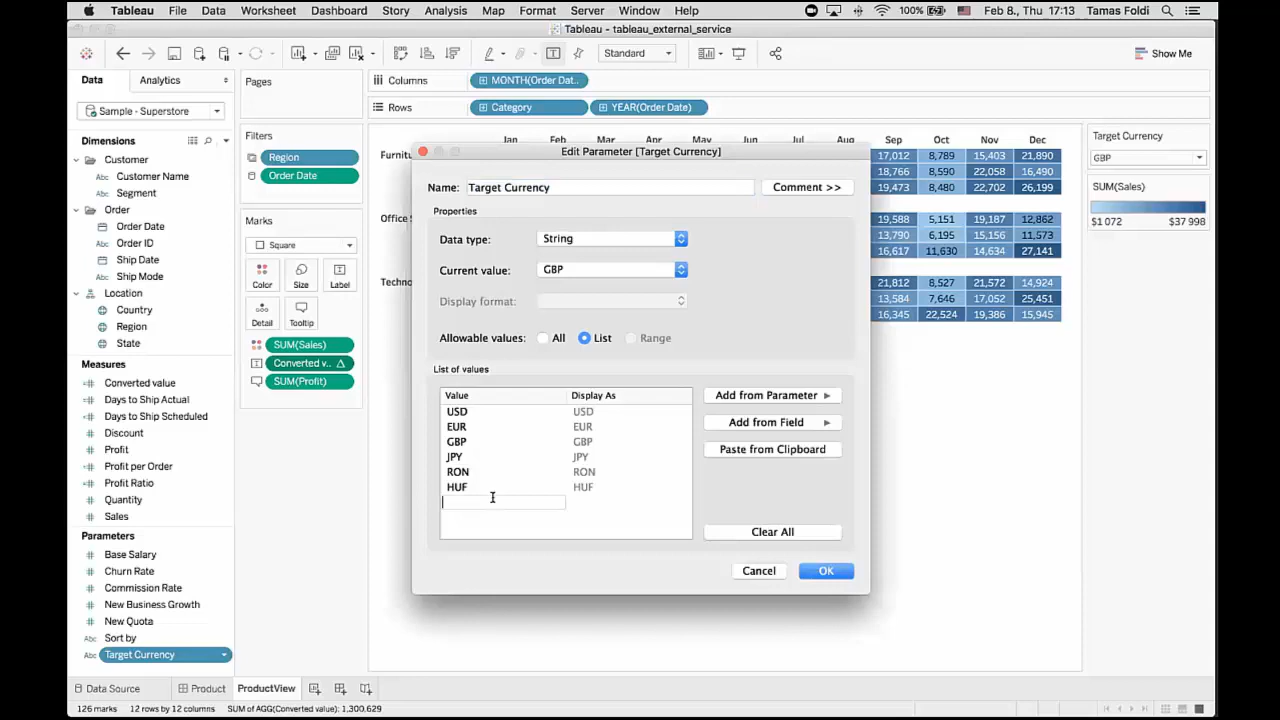 Tableau File Data Worksheet Dashboard Story Analysis Map Format Server Window Help 100% Feb 8., Thu 17:13 Tamas Foldi
Tableau - tableau_external_service
Standard Show Me
Data Analytics
Pages
Columns MONTH(Order Dat..
Sample - Superstore
Rows Category YEAR(Order Date)
Dimensions
Customer
Customer Name
Segment
Order
Order Date
Order ID
Ship Date
Ship Mode
Location
Country
Region
State
Measures
Converted value
Days to Ship Actual
Days to Ship Scheduled
Discount
Profit
Profit per Order
Profit Ratio
Quantity
Sales
Parameters
Base Salary
Churn Rate
Commission Rate
New Business Growth
New Quota
Abc Sort by
Abc Target Currency
Filters
Region
Order Date
Marks
Square
Color Size Label
Detail Tooltip
SUM(Sales)
Converted v.. Δ
SUM(Profit)
Jan Feb Mar Apr May Jun Jul Aug Sep Oct Nov Dec
Furnitu
17,012 8,789 15,403 21,890
18,766 8,590 22,058 16,490
19,473 8,480 22,702 26,199
Office S
19,588 5,151 19,187 12,862
13,790 6,195 15,156 11,573
16,617 11,630 14,634 27,141
Techno
21,812 8,527 21,572 14,924
13,584 7,646 17,052 25,451
16,345 22,524 19,386 15,945
Target Currency
GBP
SUM(Sales)
$1 072 $37 998
Edit Parameter [Target Currency]
Name: Target Currency Comment >>
Properties
Data type: String
Current value: GBP
Display format:
Allowable values: All List Range
List of values
Value Display As
USD USD
EUR EUR
GBP GBP
JPY JPY
RON RON
HUF HUF
Add from Parameter
Add from Field
Paste from Clipboard
Clear All
Cancel OK
Data Source Product ProductView
126 marks 12 rows by 12 columns SUM of AGG(Converted value): 1,300,629